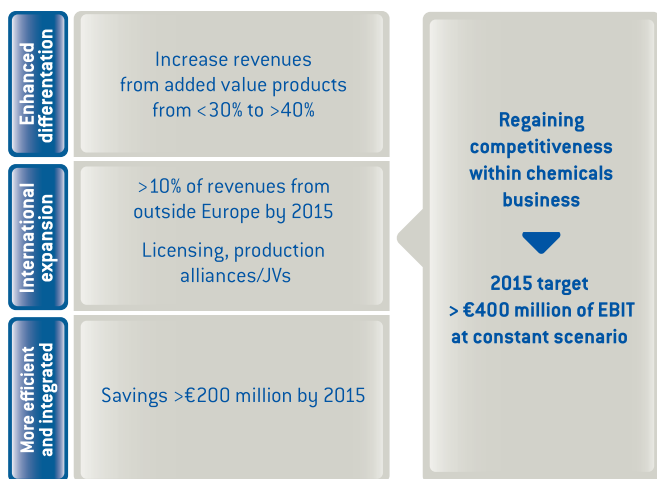 Enhanced
differentation
Increase revenues
from added value products
from <30% to >40%
International
expansion
>10% of revenues from
outside Europe by 2015
Licensing, production
alliances/JVs
More efficient
and integrated
Savings >€200 million by 2015
Regaining
competitiveness
within chemicals
business
2015 target
> €400 million of EBIT
at constant scenario